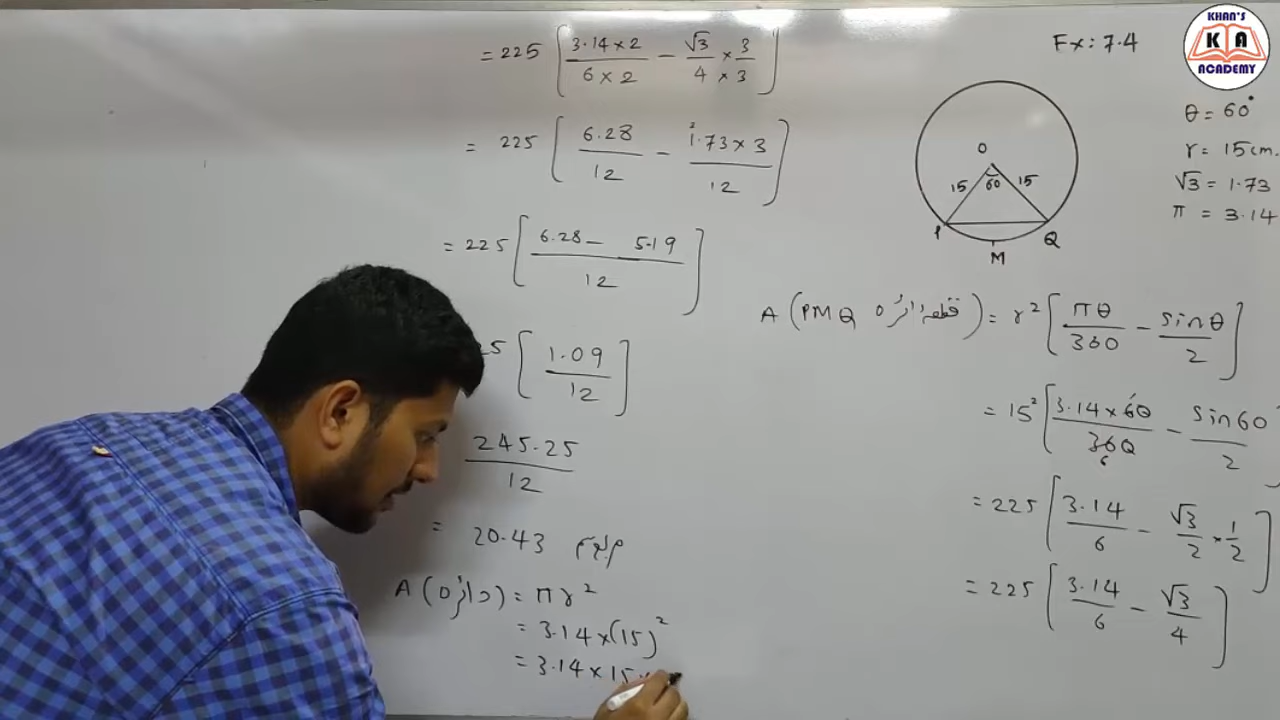 KHAN'S
K A
ACADEMY
Ex: 7.4
θ = 60°
r = 15 cm.
√3 = 1.73
π = 3.14
O
15 60 15
P Q
M
A (PMQ قطعہ دائرہ) = r² [πθ/360 − sinθ/2]
= 15² [3.14 × 60/360 − sin60/2]
6
= 225 [3.14/6 − √3/2 × 1/2]
= 225 [3.14/6 − √3/4]
= 225 [3.14 × 2/6 × 2 − √3/4 × 3/3]
= 225 [6.28/12 − 1.73 × 3/12]
= 225 [6.28 − 5.19/12]
5 [1.09/12]
245.25/12
= 20.43
A (دائرہ) = πr²
= 3.14 × (15)²
= 3.14 × 15